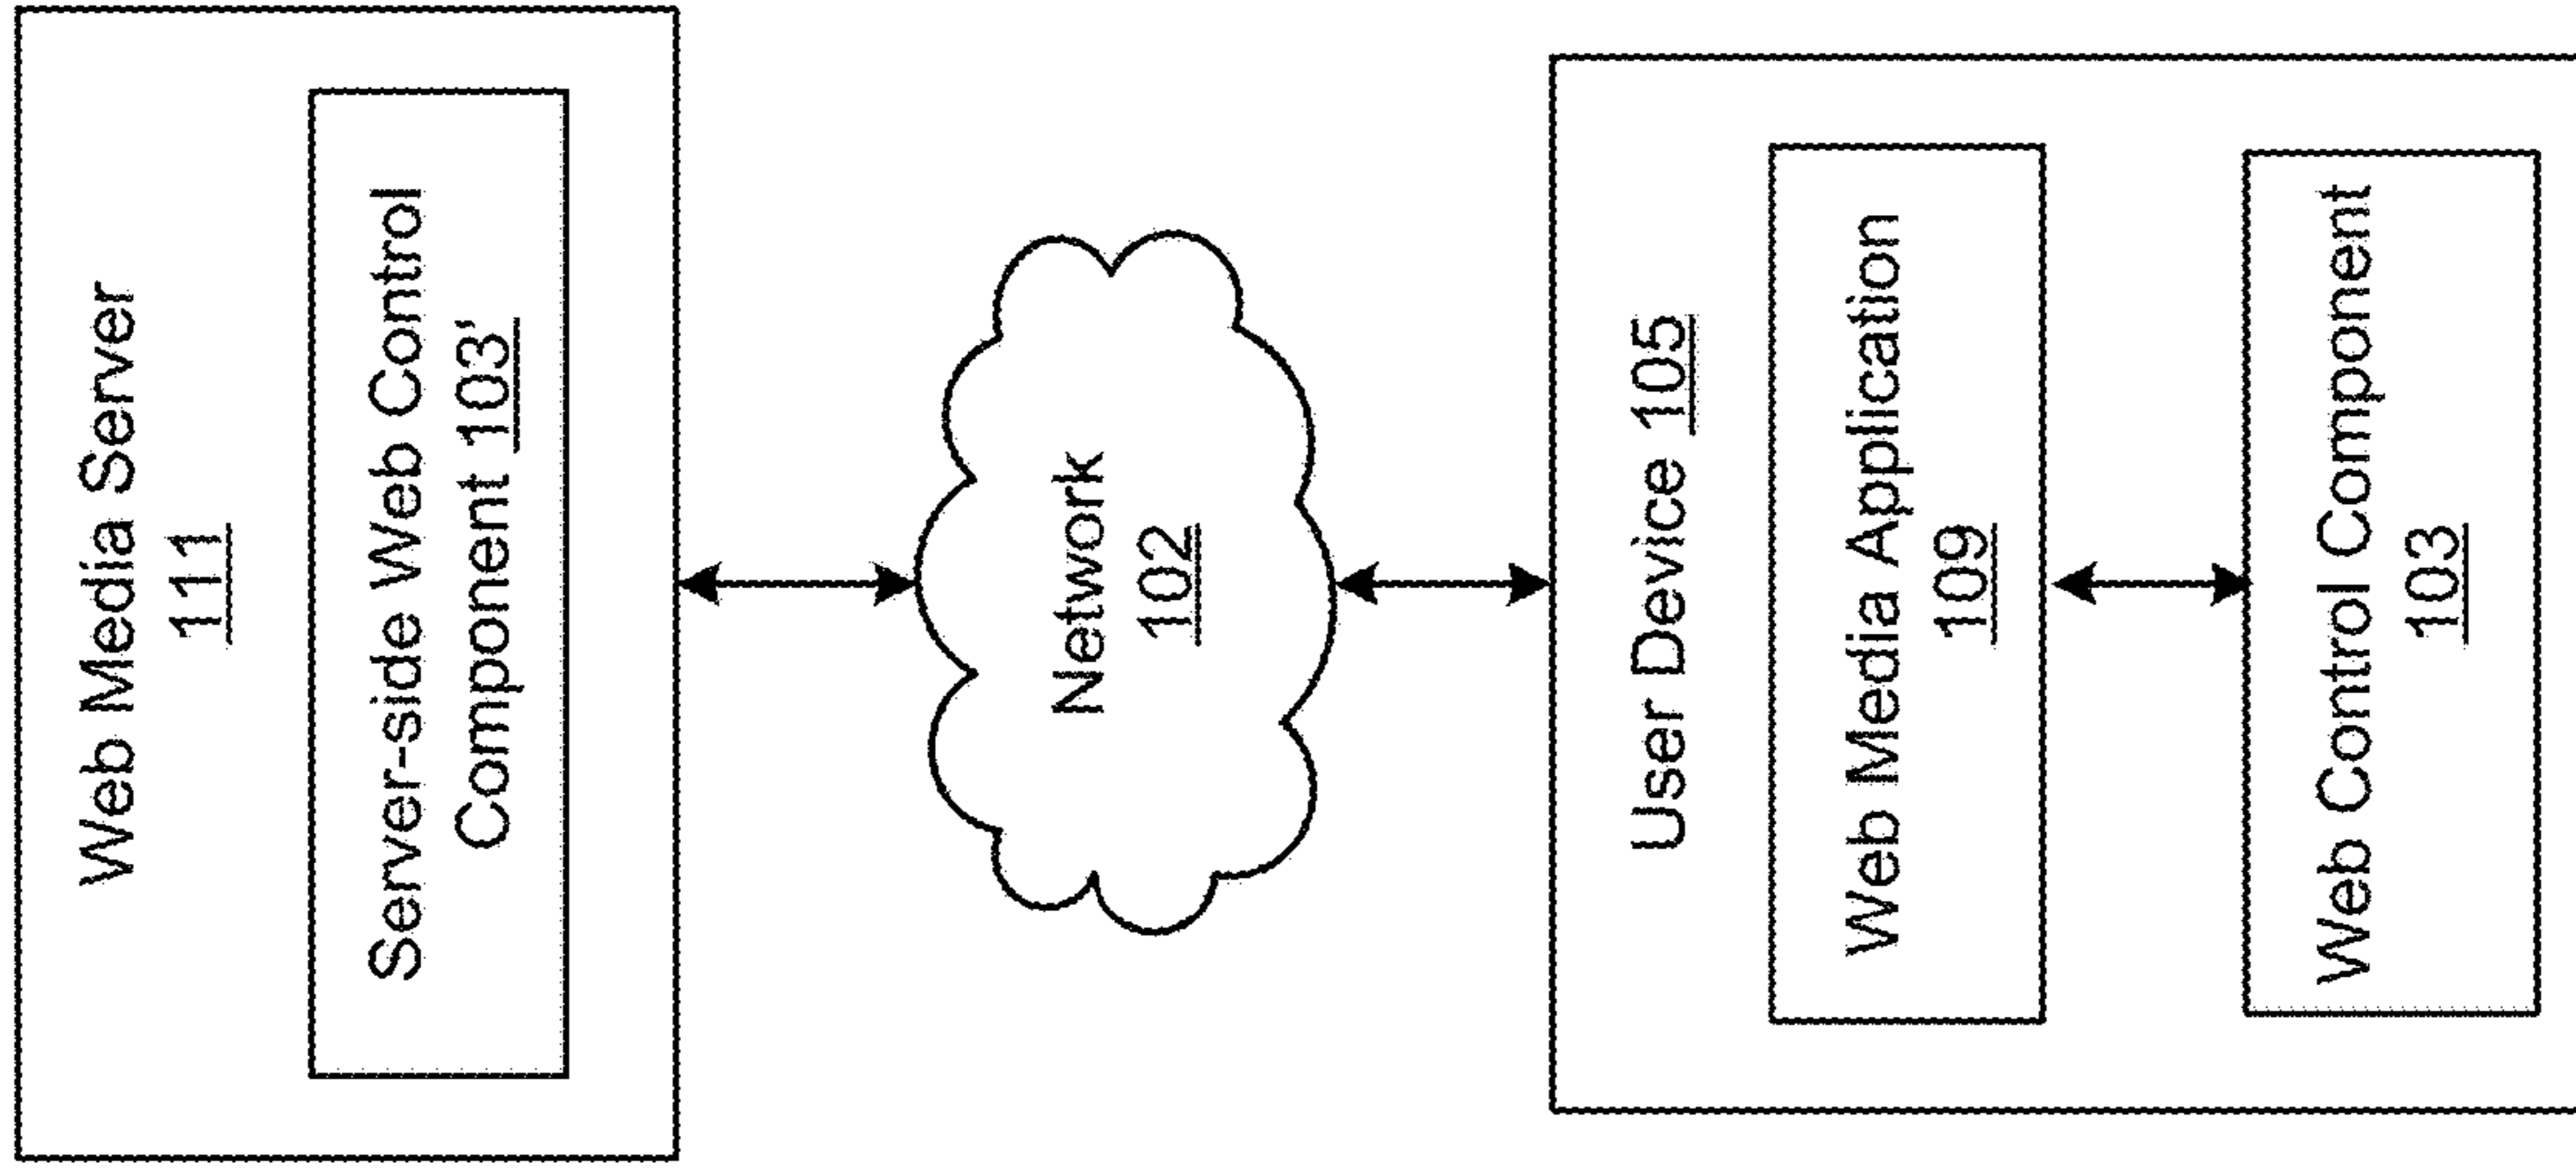 Web Media Server
111
Server-side Web Control
Component 103'
Network
102
User Device 105
Web Media Application
109
Web Control Component
103